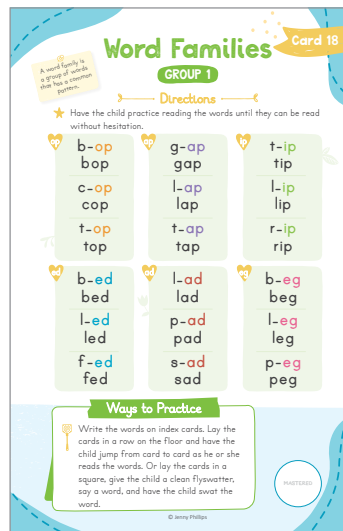 Card 18
Word Families
A word family is
a group of words
that has a common
pattern.
GROUP 1
Directions
Have the child practice reading the words until they can be read
without hesitation.
op
b-op
bop
c-op
cop
t-op
top
ap
g-ap
gap
l-ap
lap
t-ap
tap
ip
t-ip
tip
l-ip
lip
r-ip
rip
ed
b-ed
bed
l-ed
led
f-ed
fed
ad
l-ad
lad
p-ad
pad
s-ad
sad
eg
b-eg
beg
l-eg
leg
p-eg
peg
Ways to Practice
Write the words on index cards. Lay the
cards in a row on the floor and have the
child jump from card to card as he or she
reads the words. Or lay the cards in a
square, give the child a clean flyswatter,
say a word, and have the child swat the
word.
MASTERED
© Jenny Phillips